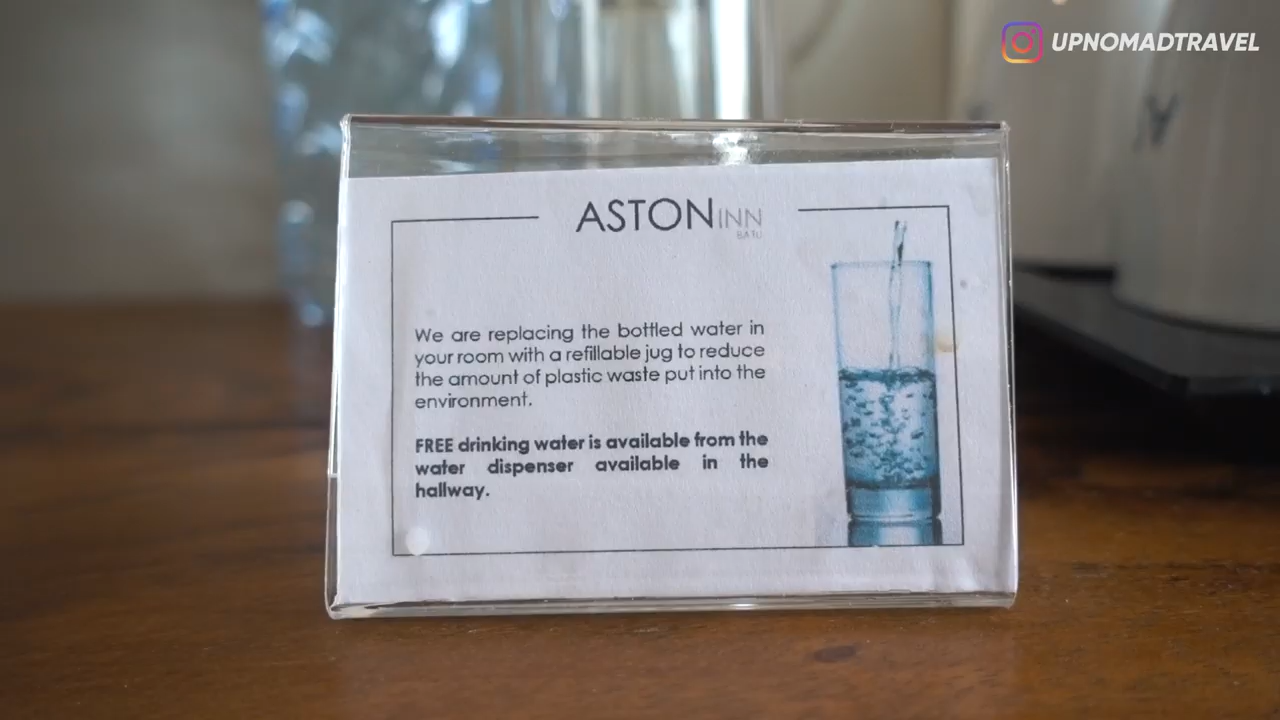 UPNOMADTRAVEL
ASTON INN
BATU
We are replacing the bottled water in
your room with a refillable jug to reduce
the amount of plastic waste put into the
environment.
FREE drinking water is available from the
water dispenser available in the
hallway.